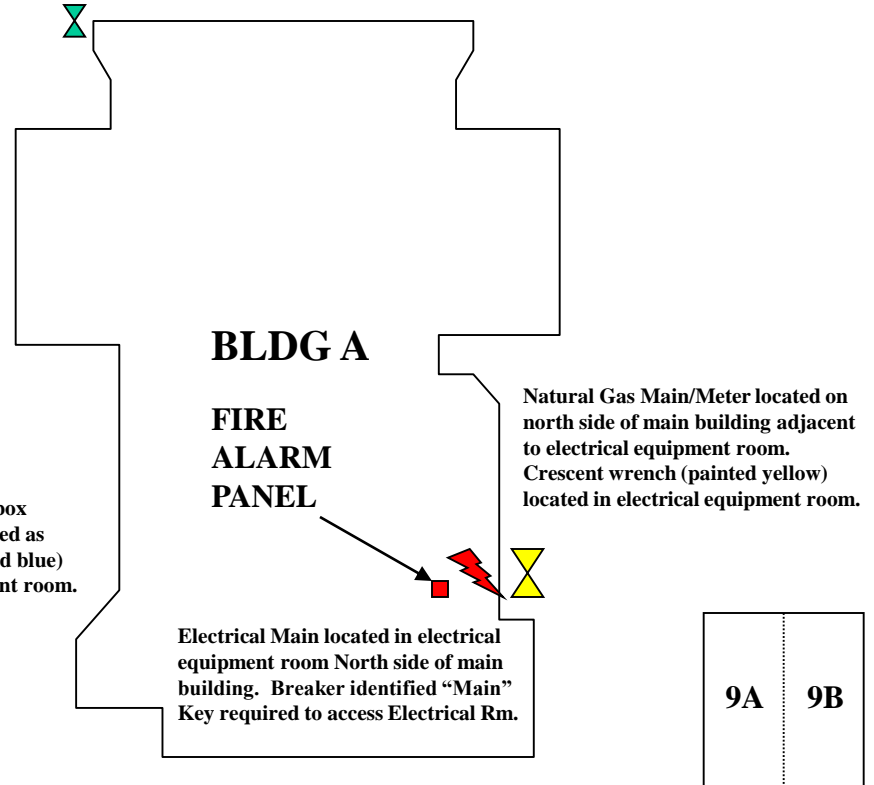 BLDG A
FIRE
ALARM
PANEL
Natural Gas Main/Meter located on
north side of main building adjacent
to electrical equipment room.
Crescent wrench (painted yellow)
located in electrical equipment room.
box
ed as
d blue)
nt room.
Electrical Main located in electrical
equipment room North side of main
building. Breaker identified “Main”
Key required to access Electrical Rm.
9A 9B